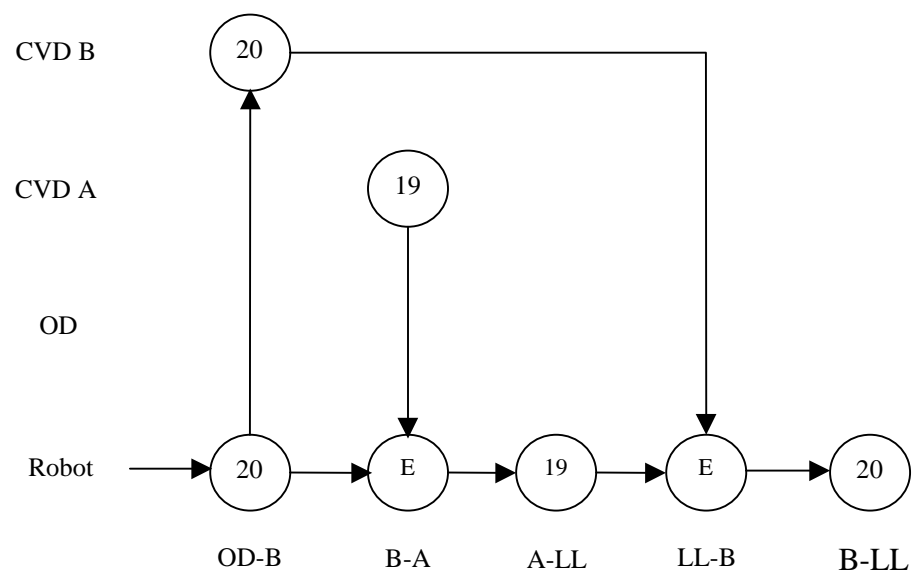 CVD B 20
CVD A 19
OD
Robot 20 E 19 E 20
OD-B B-A A-LL LL-B B-LL